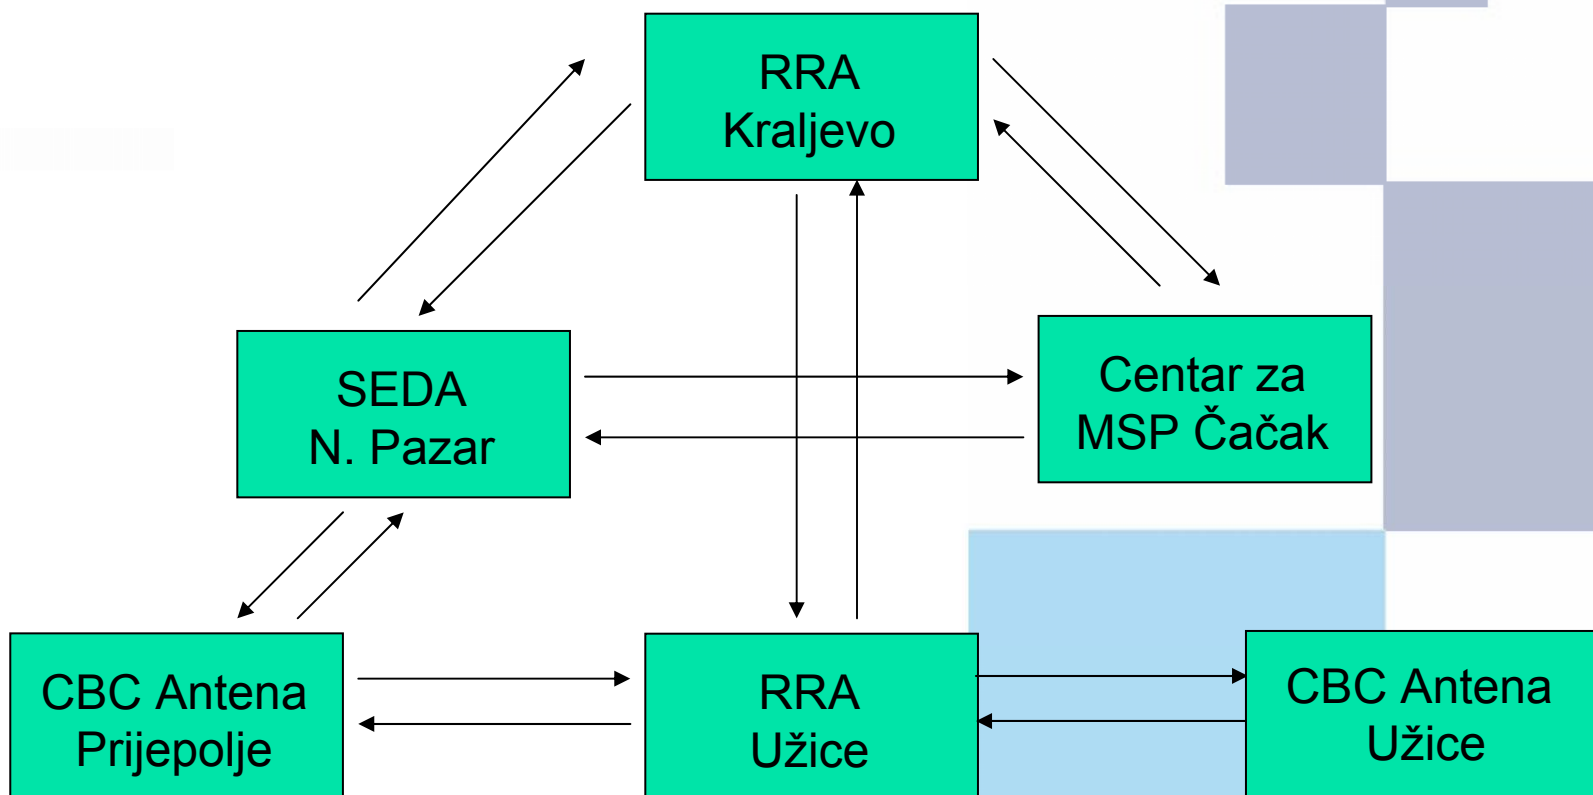 RRA
Kraljevo
SEDA
N. Pazar
Centar za
MSP Čačak
CBC Antena
Prijepolje
RRA
Užice
CBC Antena
Užice